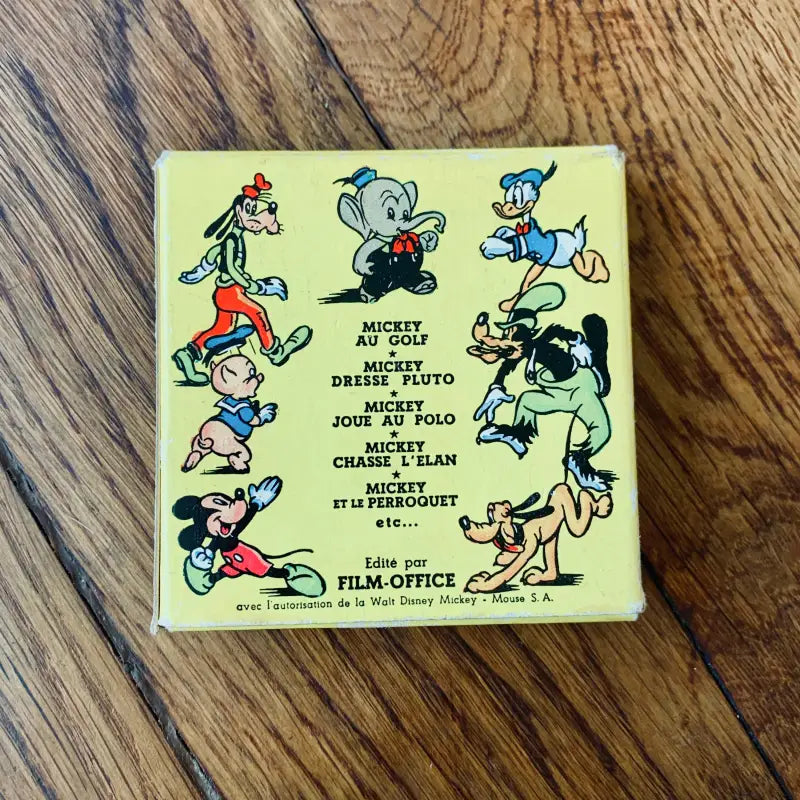 MICKEY
AU GOLF
★
MICKEY
DRESSE PLUTO
★
MICKEY
JOUE AU POLO
★
MICKEY
CHASSE L'ELAN
★
MICKEY
ET LE PERROQUET
etc...
Edité par
FILM-OFFICE
avec l'autorisation de la Walt Disney Mickey - Mouse S. A.